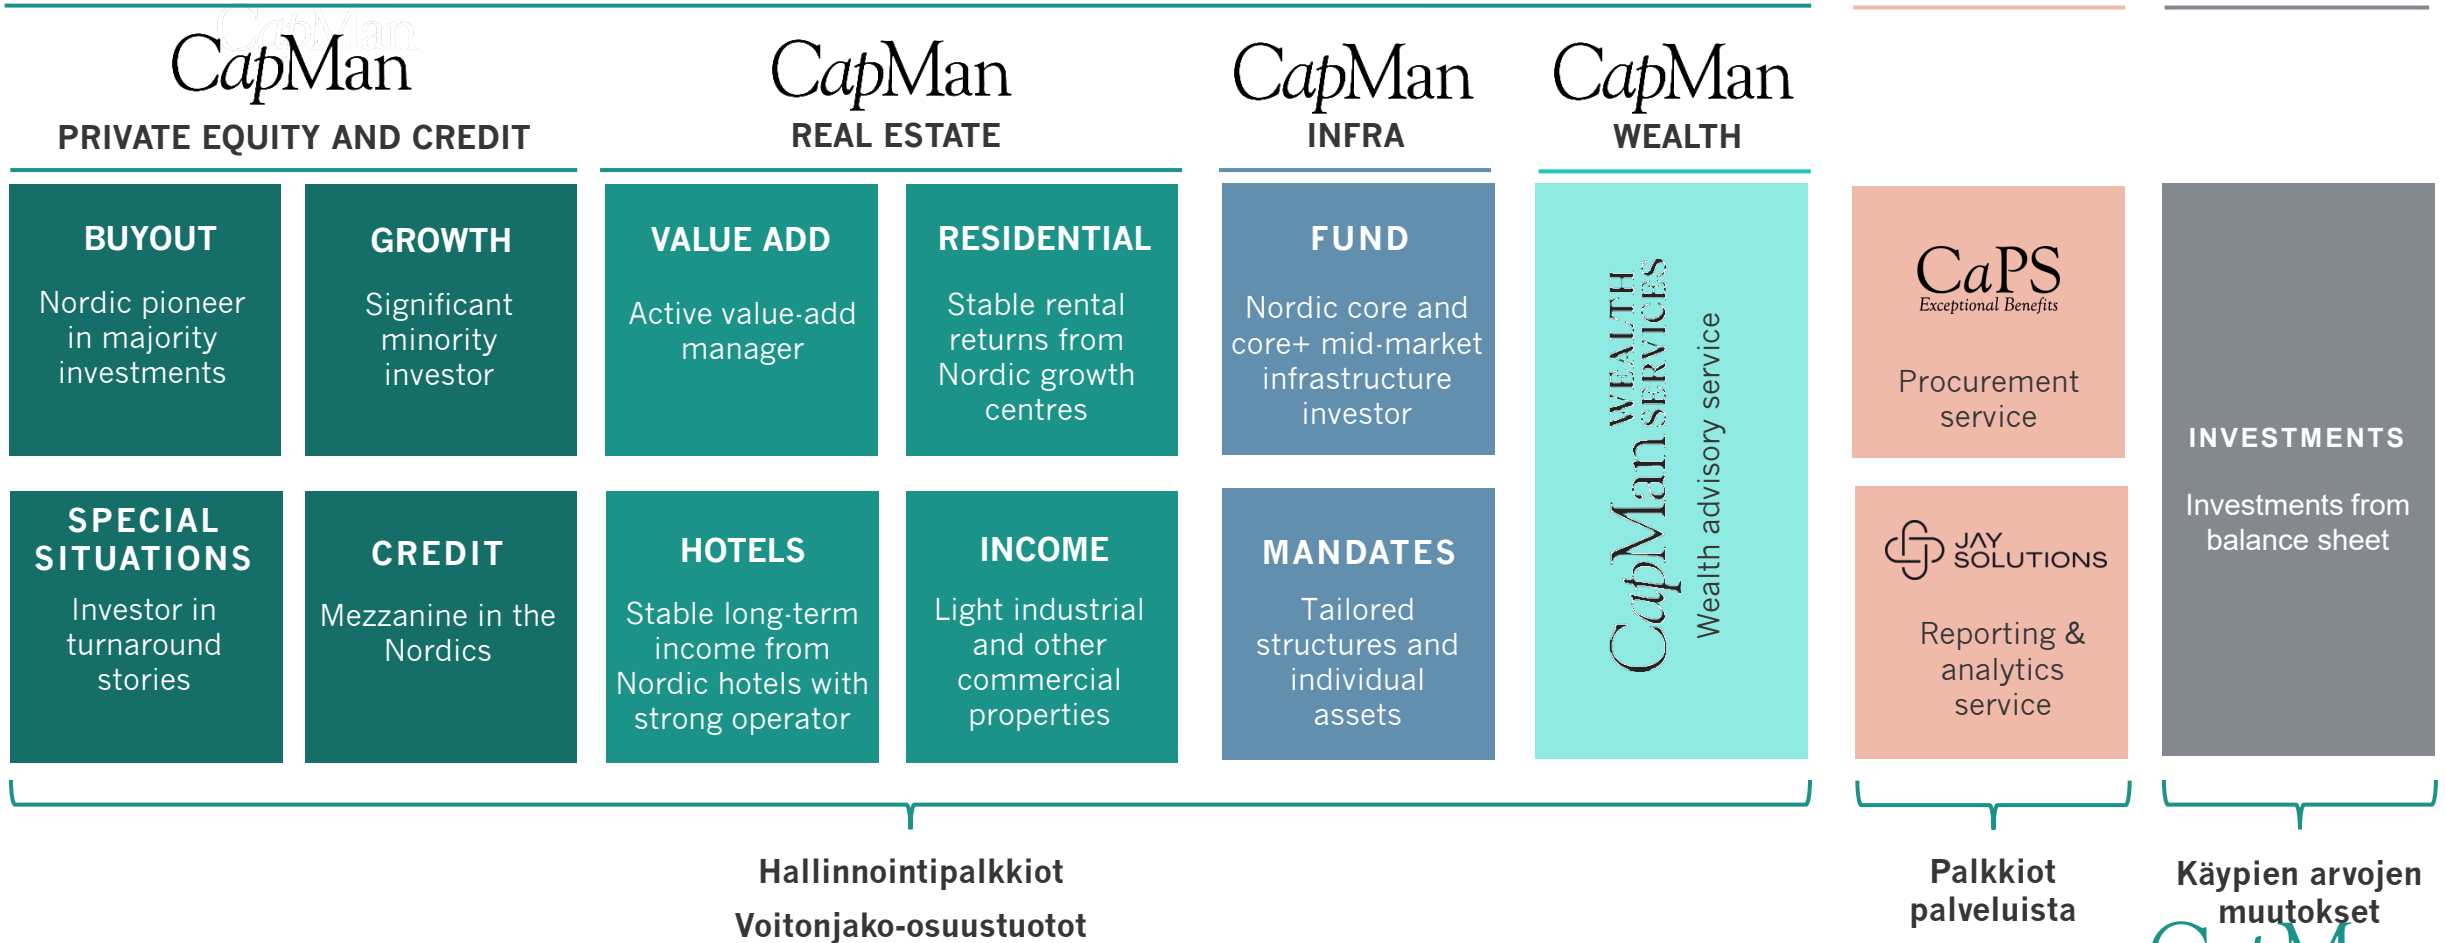 CapMan
PRIVATE EQUITY AND CREDIT
BUYOUT
Nordic pioneer
in majority
investments
GROWTH
Significant
minority
investor
SPECIAL
SITUATIONS
Investor in
turnaround
stories
CREDIT
Mezzanine in the
Nordics
CapMan
REAL ESTATE
VALUE ADD
Active value-add
manager
RESIDENTIAL
Stable rental
returns from
Nordic growth
centres
HOTELS
Stable long-term
income from
Nordic hotels with
strong operator
INCOME
Light industrial
and other
commercial
properties
CapMan
INFRA
FUND
Nordic core and
core+ mid-market
infrastructure
investor
MANDATES
Tailored
structures and
individual
assets
CapMan
WEALTH
CapMan WEALTH
SERVICES
Wealth advisory service
CaPS
Exceptional Benefits
Procurement
service
JAY
SOLUTIONS
Reporting &
analytics
service
INVESTMENTS
Investments from
balance sheet
Hallinnointipalkkiot
Voitonjako-osuustuotot
Palkkiot
palveluista
Käypien arvojen
muutokset
CapMan